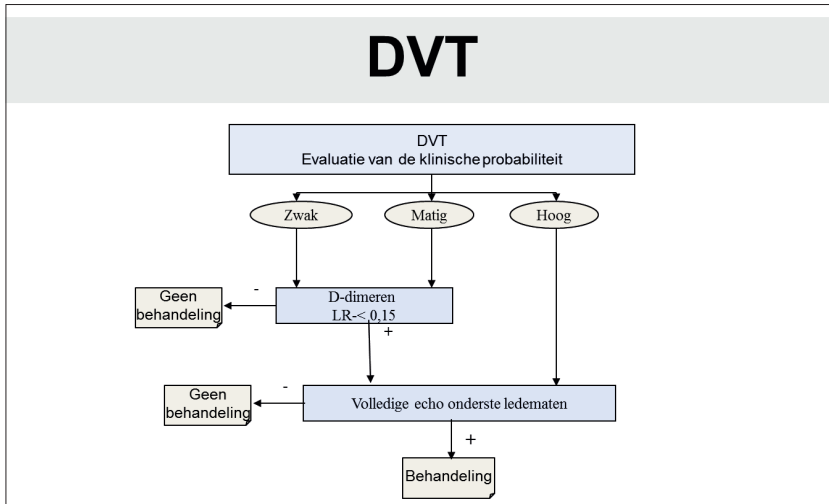 DVT
DVT
Evaluatie van de klinische probabiliteit
Zwak
Matig
Hoog
Geen
behandeling
-
D-dimeren
LR-< 0,15
+
Geen
behandeling
-
Volledige echo onderste ledematen
+
Behandeling